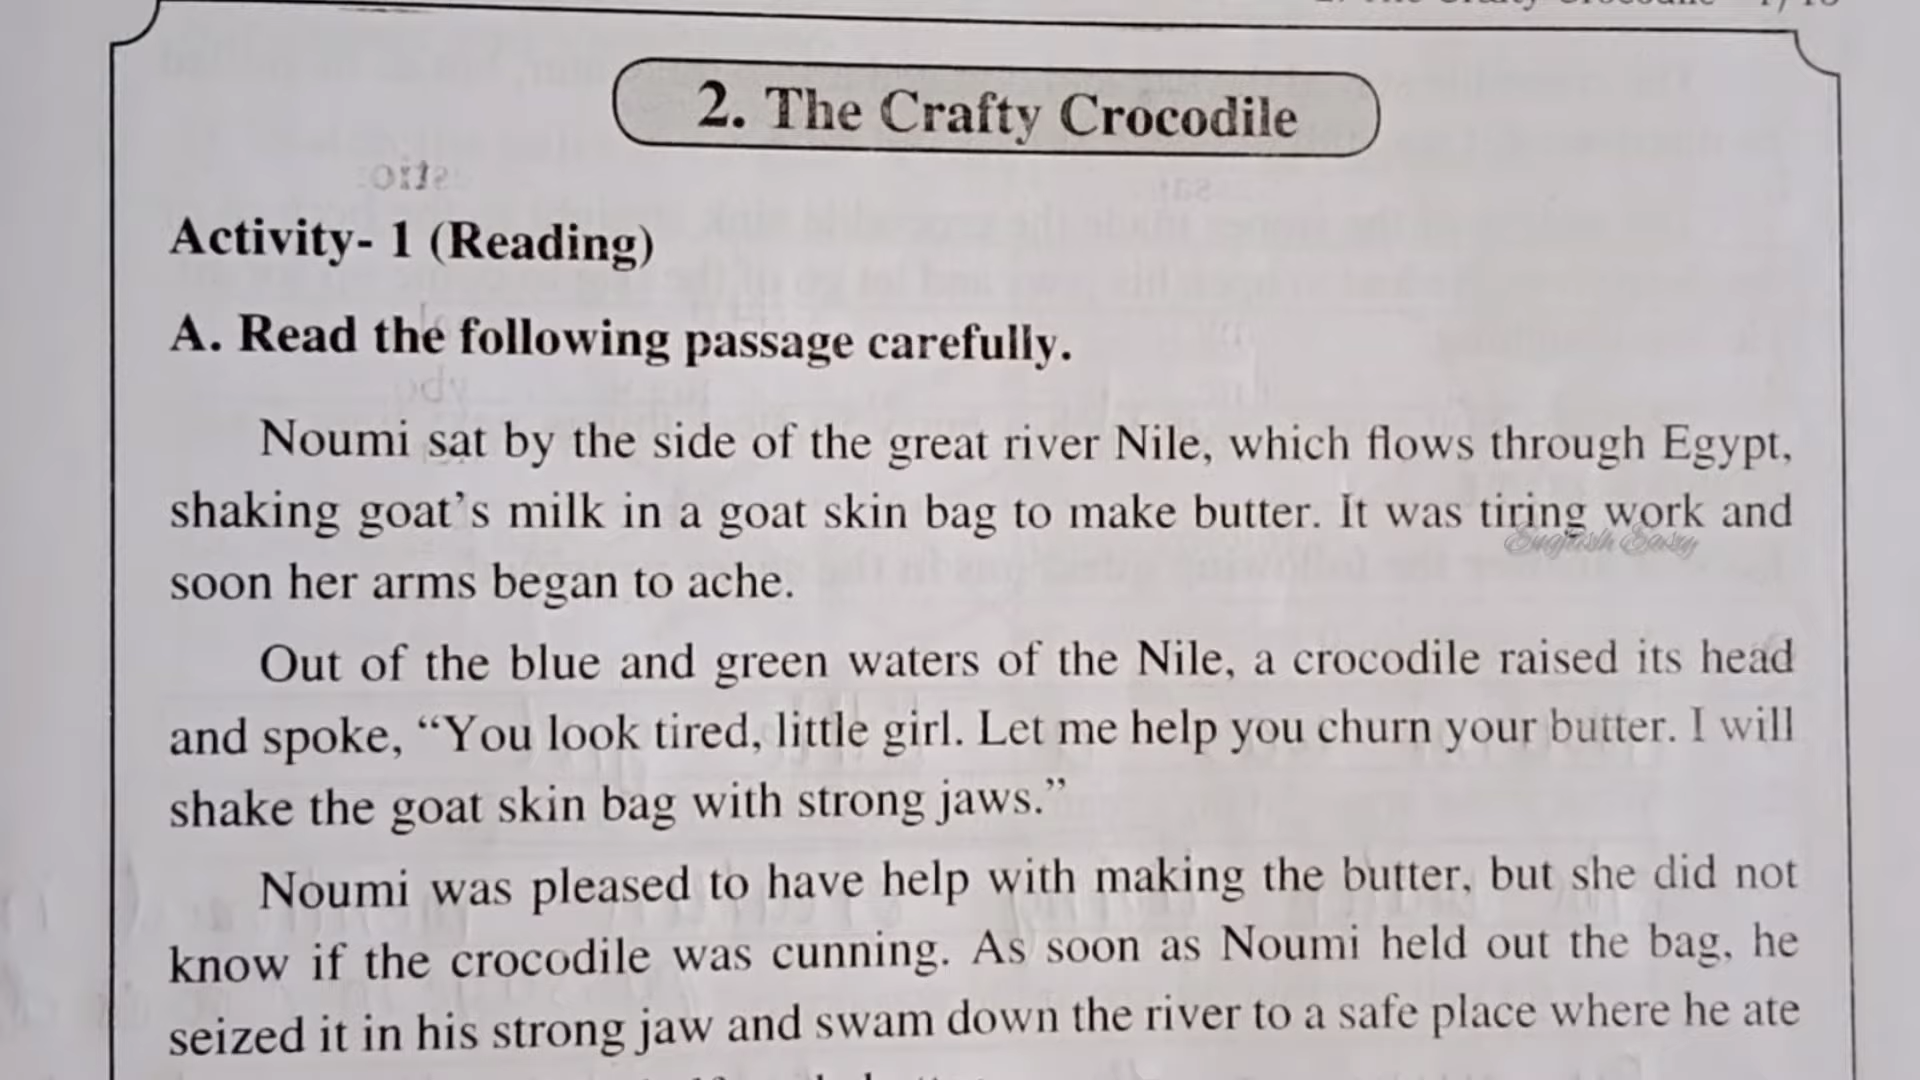 2. The Crafty Crocodile
Activity- 1 (Reading)
A. Read the following passage carefully.
Noumi sat by the side of the great river Nile, which flows through Egypt,
shaking goat's milk in a goat skin bag to make butter. It was tiring work and
English Easy
soon her arms began to ache.
Out of the blue and green waters of the Nile, a crocodile raised its head
and spoke, “You look tired, little girl. Let me help you churn your butter. I will
shake the goat skin bag with strong jaws.”
Noumi was pleased to have help with making the butter, but she did not
know if the crocodile was cunning. As soon as Noumi held out the bag, he
seized it in his strong jaw and swam down the river to a safe place where he ate